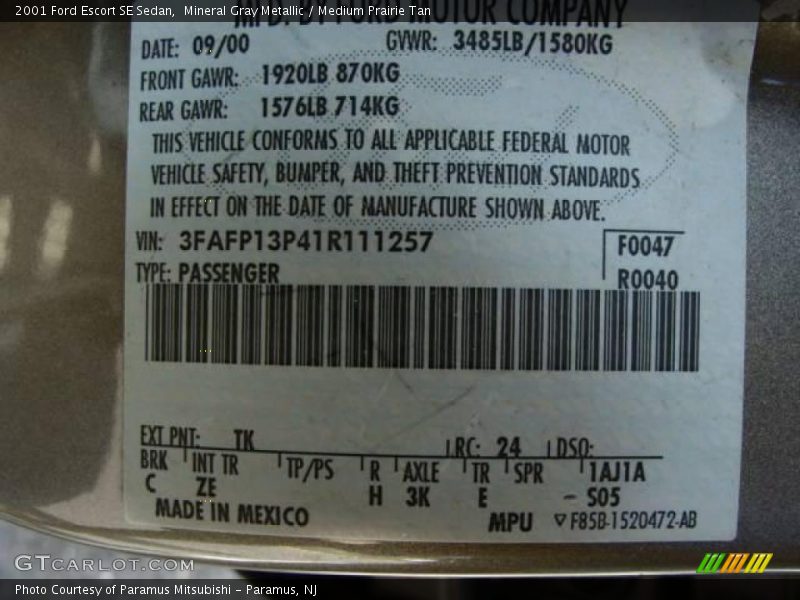 2001 Ford Escort SE Sedan,  Mineral Gray Metallic / Medium Prairie Tan
MFD. BY FORD MOTOR COMPANY
DATE: 09/00 GVWR: 3485LB/1580KG
FRONT GAWR: 1920LB 870KG
REAR GAWR: 1576LB 714KG
THIS VEHICLE CONFORMS TO ALL APPLICABLE FEDERAL MOTOR
VEHICLE SAFETY, BUMPER, AND THEFT PREVENTION STANDARDS
IN EFFECT ON THE DATE OF MANUFACTURE SHOWN ABOVE.
VIN: 3FAFP13P41R111257 F0047
TYPE: PASSENGER R0040
EXT PNT: TK RC: 24 DSO:
BRK INT TR TP/PS R AXLE TR SPR 1AJ1A
C ZE H 3K E - S05
MADE IN MEXICO MPU ▽ F85B-1520472-AB
GTCarLot.com
Photo Courtesy of Paramus Mitsubishi - Paramus, NJ